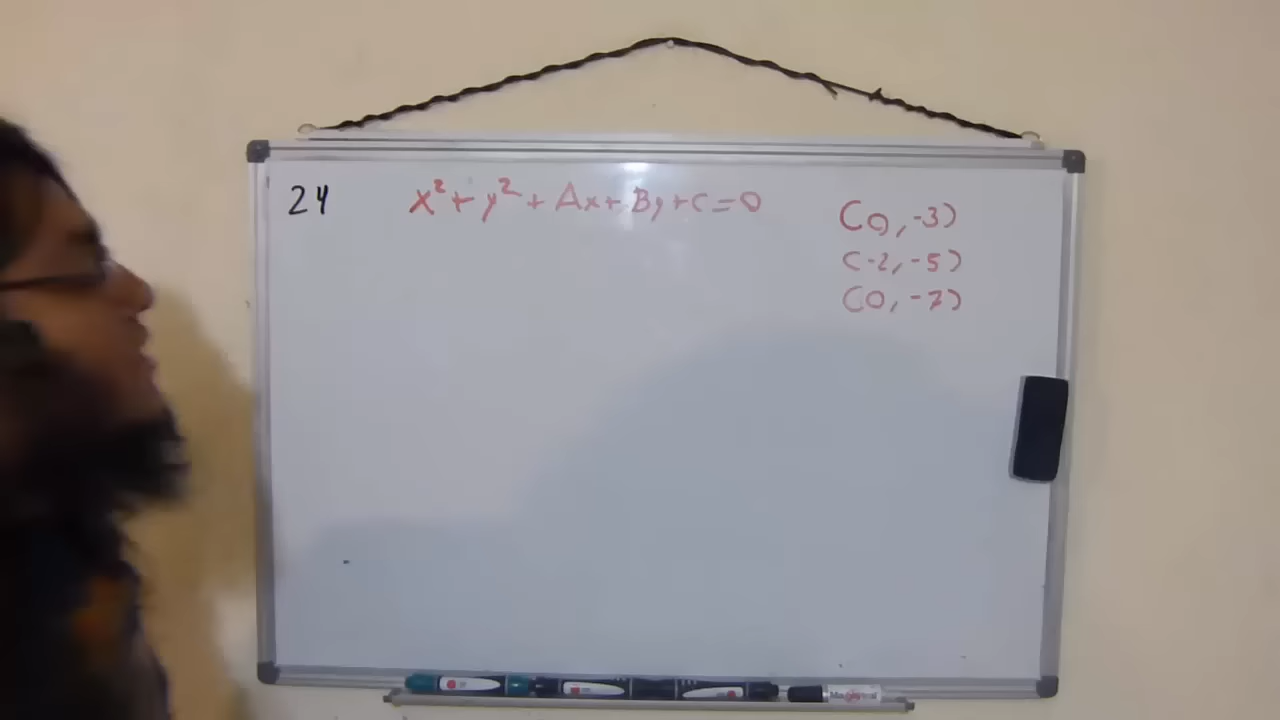 24
x² + y² + Ax + By + C = 0
(0, -3)
(-2, -5)
(0, -7)